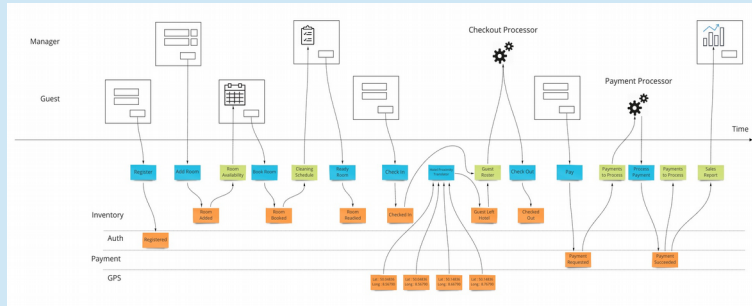 Manager
Checkout Processor
Guest
Payment Processor
Time
Register
Add Room
Room
Availability
Book Room
Cleaning
Schedule
Ready
Room
Check In
Guest
Roster
Check Out
Pay
Payments
to Process
Process
Payment
Payments
to Process
Sales
Report
Inventory
Room
Added
Room
Booked
Room
Readied
Checked In
Guest Left
Hotel
Checked
Out
Auth
Registered
Payment
Payment
Requested
Payment
Succeeded
GPS